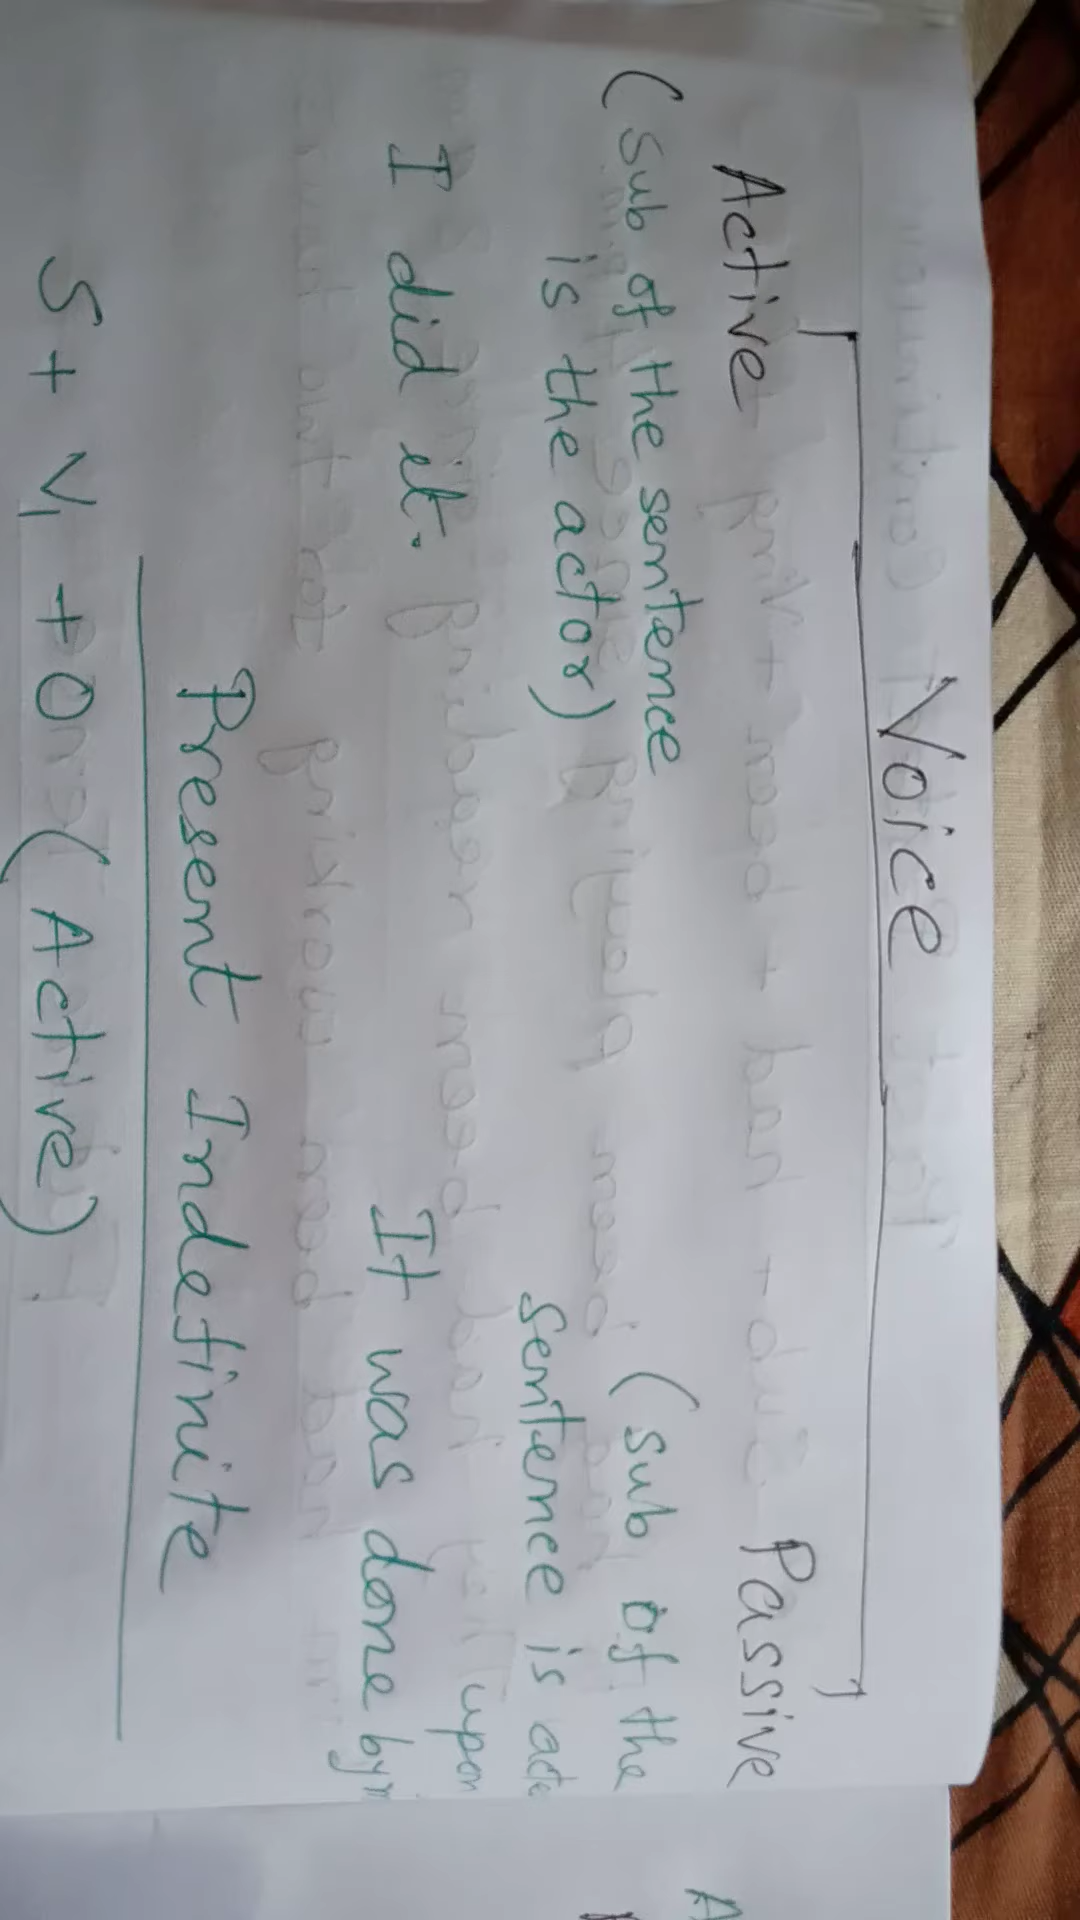 Voice
Active Passive
(Sub of the sentence (Sub of the
is the actor) sentence is
upon
I did it. It was done by
Present Indefinite
S + V1 + O (Active)